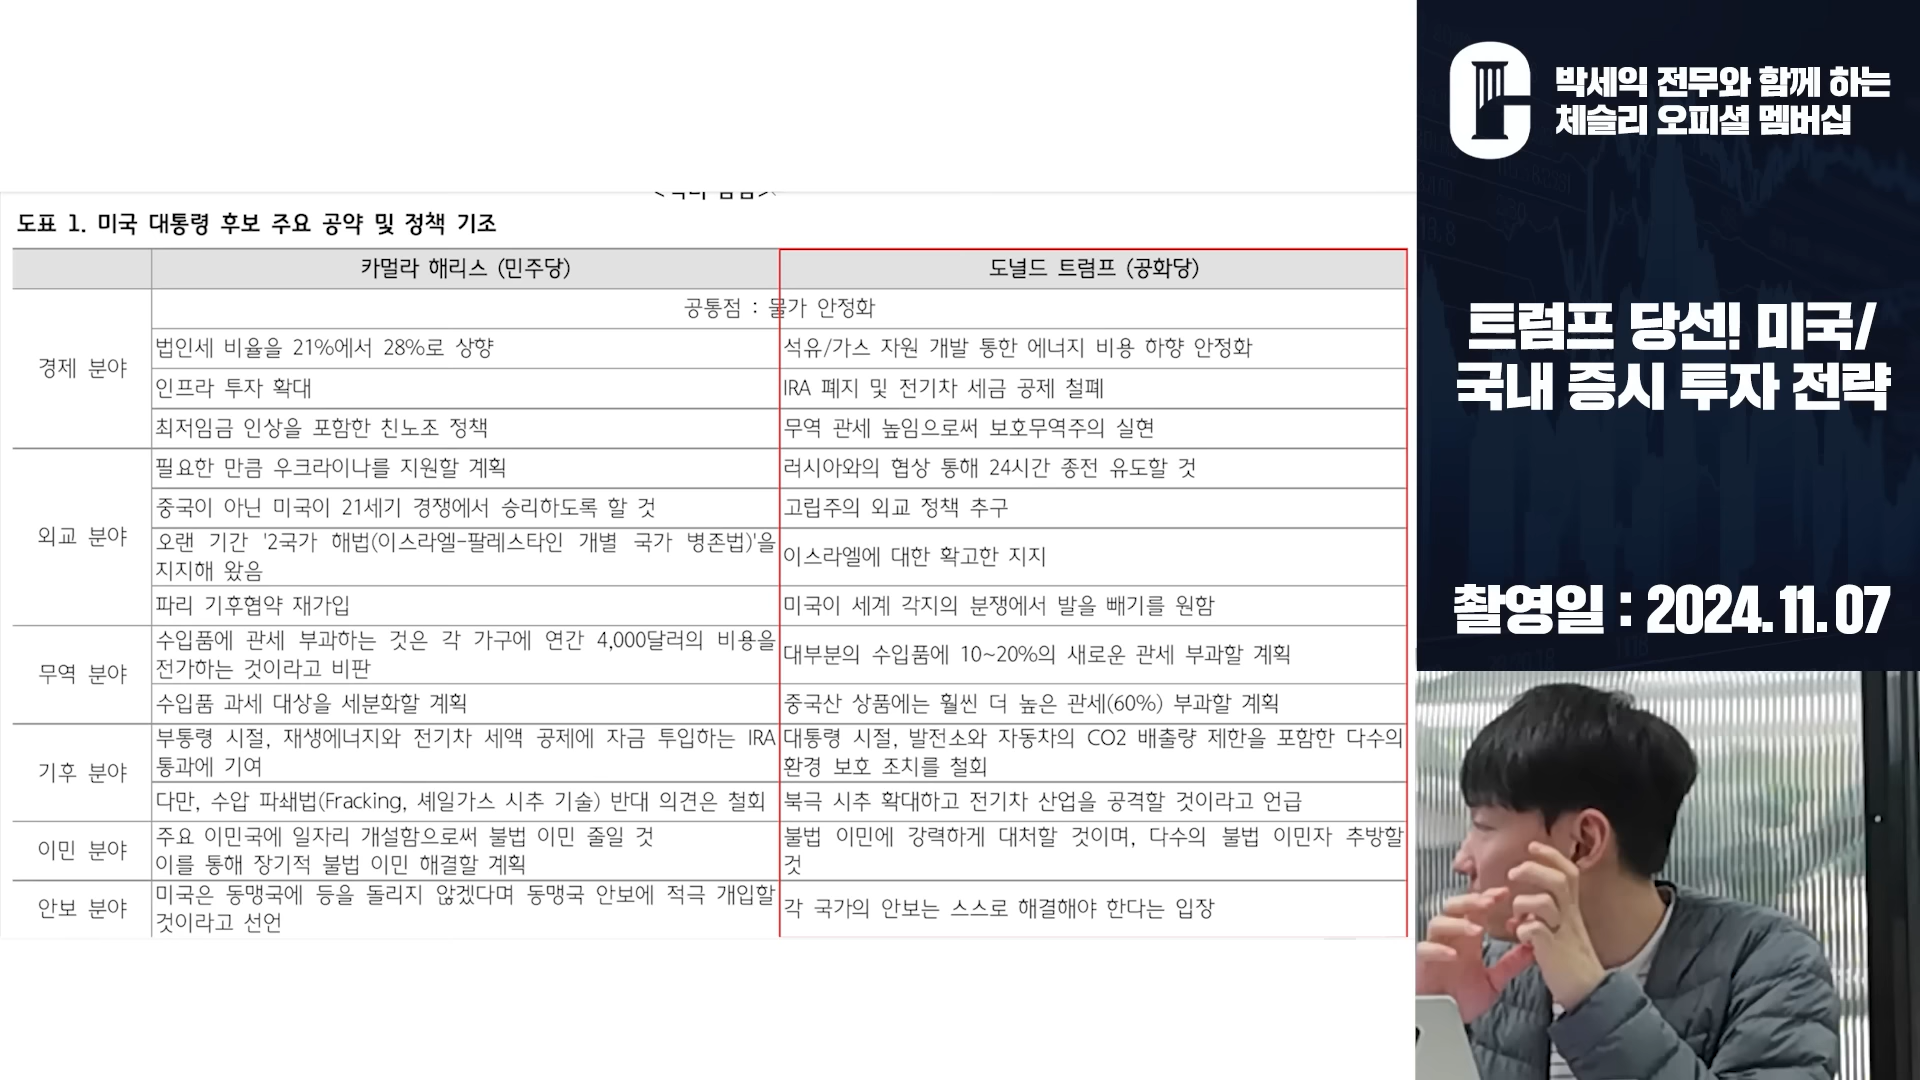 도표 1. 미국 대통령 후보 주요 공약 및 정책 기조
카멀라 해리스 (민주당)
도널드 트럼프 (공화당)
경제 분야
공통점 : 물가 안정화
법인세 비율을 21%에서 28%로 상향
석유/가스 자원 개발 통한 에너지 비용 하향 안정화
인프라 투자 확대
IRA 폐지 및 전기차 세금 공제 철폐
최저임금 인상을 포함한 친노조 정책
무역 관세 높임으로써 보호무역주의 실현
외교 분야
필요한 만큼 우크라이나를 지원할 계획
러시아와의 협상 통해 24시간 종전 유도할 것
중국이 아닌 미국이 21세기 경쟁에서 승리하도록 할 것
고립주의 외교 정책 추구
오랜 기간 '2국가 해법(이스라엘-팔레스타인 개별 국가 병존법)'을
지지해 왔음
이스라엘에 대한 확고한 지지
파리 기후협약 재가입
미국이 세계 각지의 분쟁에서 발을 빼기를 원함
무역 분야
수입품에 관세 부과하는 것은 각 가구에 연간 4,000달러의 비용을
전가하는 것이라고 비판
대부분의 수입품에 10~20%의 새로운 관세 부과할 계획
수입품 과세 대상을 세분화할 계획
중국산 상품에는 훨씬 더 높은 관세(60%) 부과할 계획
기후 분야
부통령 시절, 재생에너지와 전기차 세액 공제에 자금 투입하는 IRA
통과에 기여
대통령 시절, 발전소와 자동차의 CO2 배출량 제한을 포함한 다수의
환경 보호 조치를 철회
다만, 수압 파쇄법(Fracking, 셰일가스 시추 기술) 반대 의견은 철회
북극 시추 확대하고 전기차 산업을 공격할 것이라고 언급
이민 분야
주요 이민국에 일자리 개설함으로써 불법 이민 줄일 것
이를 통해 장기적 불법 이민 해결할 계획
불법 이민에 강력하게 대처할 것이며, 다수의 불법 이민자 추방할
것
안보 분야
미국은 동맹국에 등을 돌리지 않겠다며 동맹국 안보에 적극 개입할
것이라고 선언
각 국가의 안보는 스스로 해결해야 한다는 입장
박세익 전무와 함께 하는
체슬리 오피셜 멤버십
트럼프 당선! 미국/
국내 증시 투자 전략
촬영일 : 2024. 11. 07